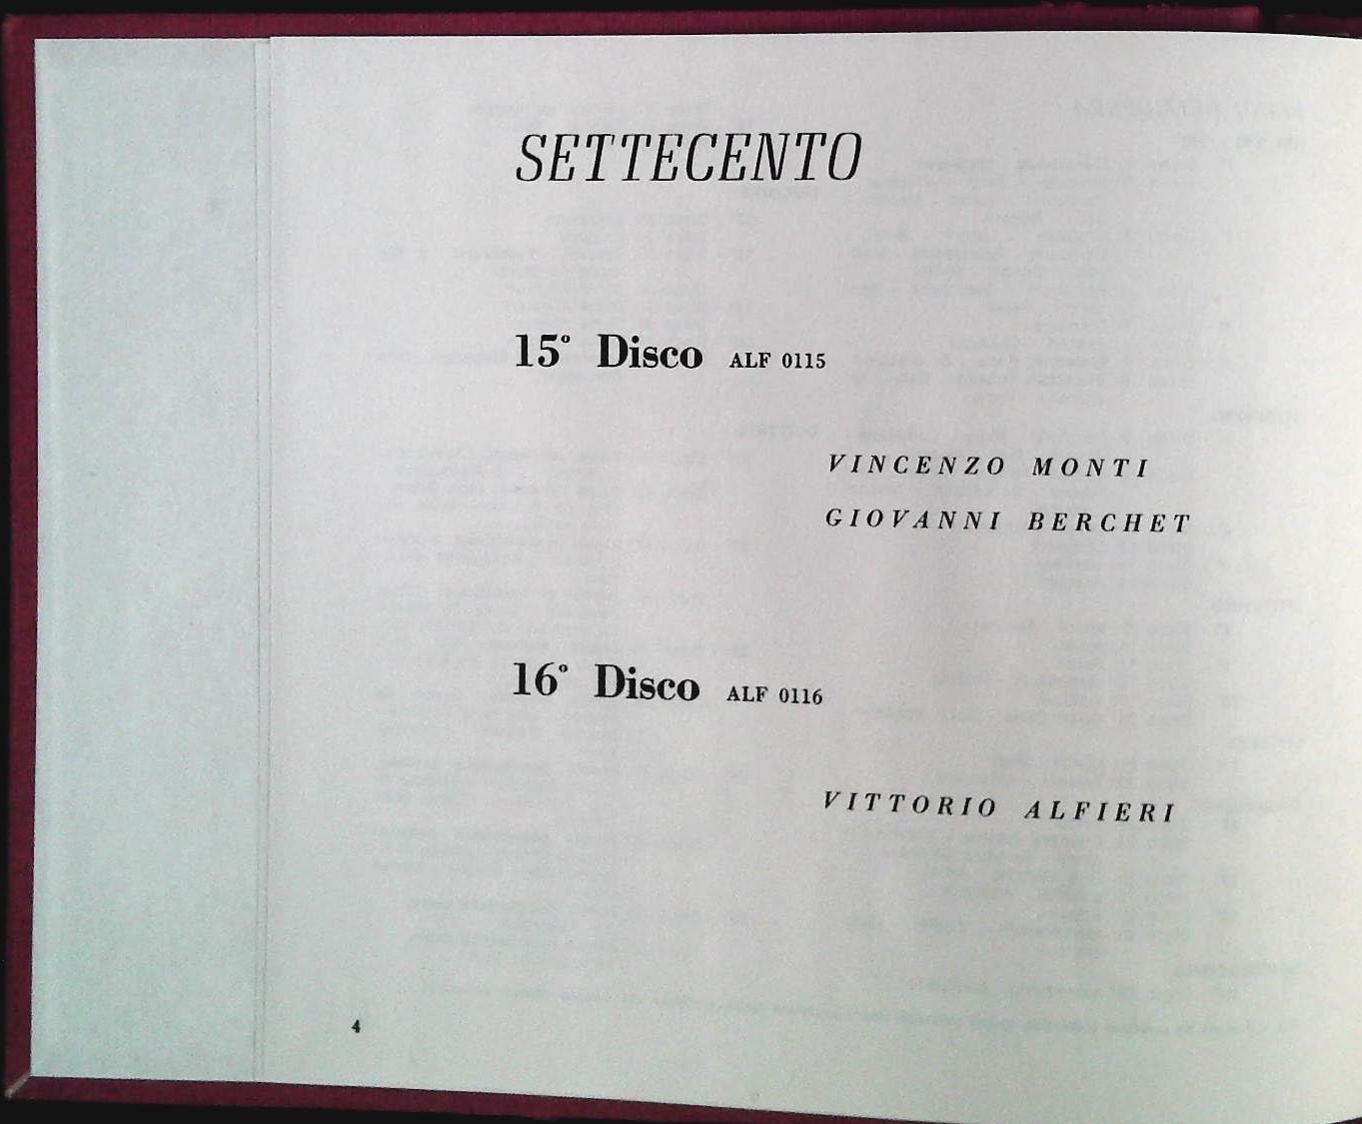 SETTECENTO
15° Disco ALF 0115
VINCENZO MONTI
GIOVANNI BERCHET
16° Disco ALF 0116
VITTORIO ALFIERI
4